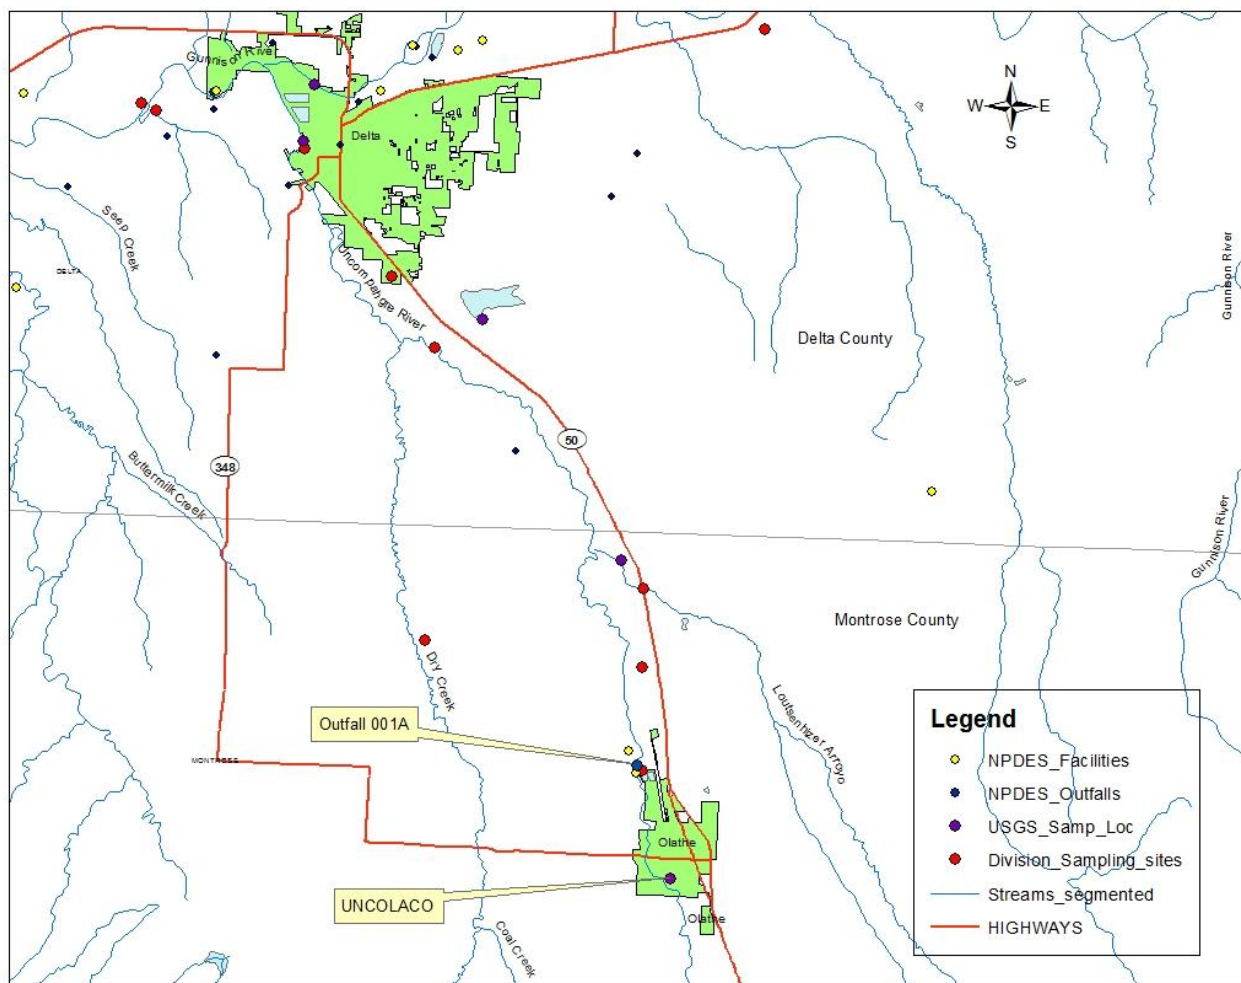 Gunnison River
N
W E
S
Delta
Seep Creek
DELTA
Uncompahgre River
Gunnison River
Delta County
50
348
Buttermilk Creek
Gunnison River
Montrose County
Dry Creek
Loutsenhizer Arroyo
Outfall 001A
MONTROSE
Olathe
UNCOLACO
Olathe
Coal Creek
Legend
NPDES_Facilities
NPDES_Outfalls
USGS_Samp_Loc
Division_Sampling_sites
Streams_segmented
HIGHWAYS